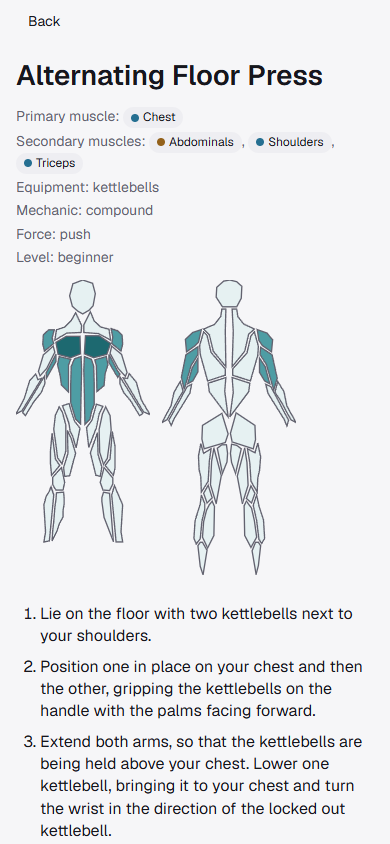 Back
Alternating Floor Press
Primary muscle: Chest
Secondary muscles: Abdominals , Shoulders ,
Triceps
Equipment: kettlebells
Mechanic: compound
Force: push
Level: beginner
1. Lie on the floor with two kettlebells next to
your shoulders.
2. Position one in place on your chest and then
the other, gripping the kettlebells on the
handle with the palms facing forward.
3. Extend both arms, so that the kettlebells are
being held above your chest. Lower one
kettlebell, bringing it to your chest and turn
the wrist in the direction of the locked out
kettlebell.